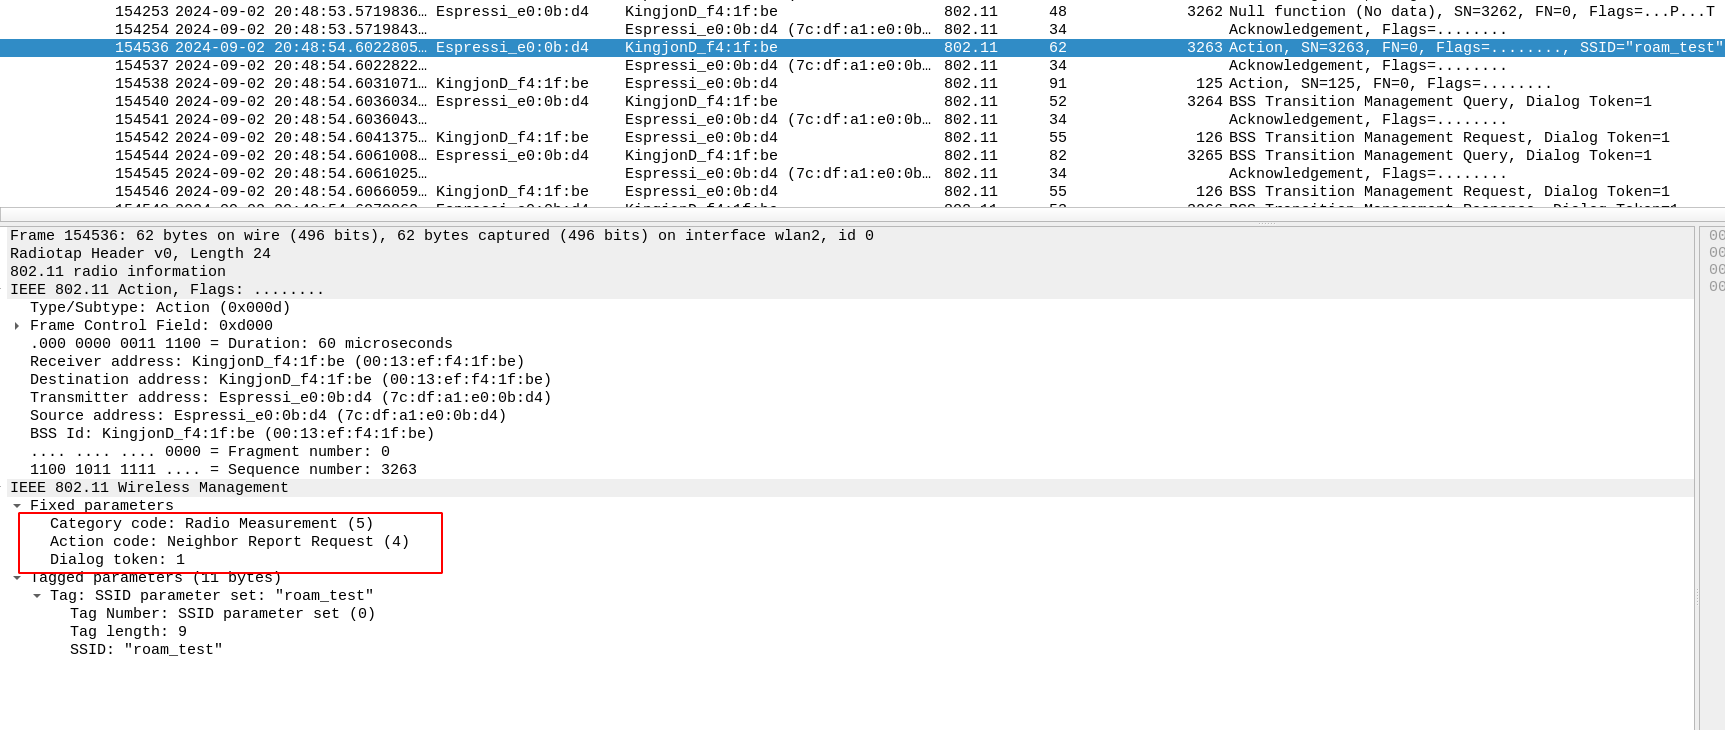 154253 2024-09-02 20:48:53.5719836… Espressi_e0:0b:d4 KingjonD_f4:1f:be 802.11 48 3262 Null function (No data), SN=3262, FN=0, Flags=...P...T
154254 2024-09-02 20:48:53.5719843… Espressi_e0:0b:d4 (7c:df:a1:e0:0b… 802.11 34 Acknowledgement, Flags=........
154536 2024-09-02 20:48:54.6022805… Espressi_e0:0b:d4 KingjonD_f4:1f:be 802.11 62 3263 Action, SN=3263, FN=0, Flags=........, SSID="roam_test"
154537 2024-09-02 20:48:54.6022822… Espressi_e0:0b:d4 (7c:df:a1:e0:0b… 802.11 34 Acknowledgement, Flags=........
154538 2024-09-02 20:48:54.6031071… KingjonD_f4:1f:be Espressi_e0:0b:d4 802.11 91 125 Action, SN=125, FN=0, Flags=........
154540 2024-09-02 20:48:54.6036034… Espressi_e0:0b:d4 KingjonD_f4:1f:be 802.11 52 3264 BSS Transition Management Query, Dialog Token=1
154541 2024-09-02 20:48:54.6036043… Espressi_e0:0b:d4 (7c:df:a1:e0:0b… 802.11 34 Acknowledgement, Flags=........
154542 2024-09-02 20:48:54.6041375… KingjonD_f4:1f:be Espressi_e0:0b:d4 802.11 55 126 BSS Transition Management Request, Dialog Token=1
154544 2024-09-02 20:48:54.6061008… Espressi_e0:0b:d4 KingjonD_f4:1f:be 802.11 82 3265 BSS Transition Management Query, Dialog Token=1
154545 2024-09-02 20:48:54.6061025… Espressi_e0:0b:d4 (7c:df:a1:e0:0b… 802.11 34 Acknowledgement, Flags=........
154546 2024-09-02 20:48:54.6066059… KingjonD_f4:1f:be Espressi_e0:0b:d4 802.11 55 126 BSS Transition Management Request, Dialog Token=1
Frame 154536: 62 bytes on wire (496 bits), 62 bytes captured (496 bits) on interface wlan2, id 0
Radiotap Header v0, Length 24
802.11 radio information
IEEE 802.11 Action, Flags: ........
Type/Subtype: Action (0x000d)
Frame Control Field: 0xd000
.000 0000 0011 1100 = Duration: 60 microseconds
Receiver address: KingjonD_f4:1f:be (00:13:ef:f4:1f:be)
Destination address: KingjonD_f4:1f:be (00:13:ef:f4:1f:be)
Transmitter address: Espressi_e0:0b:d4 (7c:df:a1:e0:0b:d4)
Source address: Espressi_e0:0b:d4 (7c:df:a1:e0:0b:d4)
BSS Id: KingjonD_f4:1f:be (00:13:ef:f4:1f:be)
.... .... .... 0000 = Fragment number: 0
1100 1011 1111 .... = Sequence number: 3263
IEEE 802.11 Wireless Management
Fixed parameters
Category code: Radio Measurement (5)
Action code: Neighbor Report Request (4)
Dialog token: 1
Tagged parameters (11 bytes)
Tag: SSID parameter set: "roam_test"
Tag Number: SSID parameter set (0)
Tag length: 9
SSID: "roam_test"
00
00
00
00